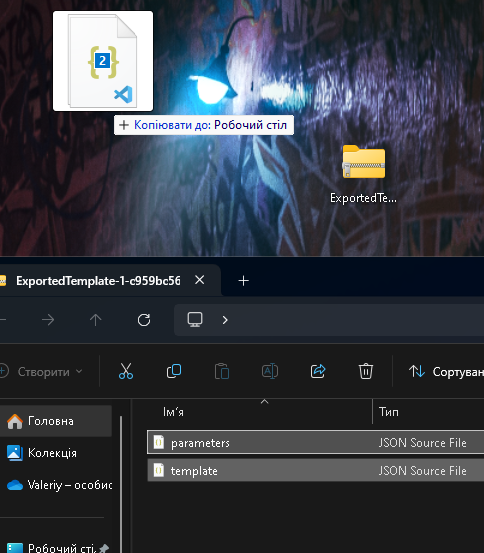 2
+ Копіювати до: Робочий стіл
ExportedTe...
ExportedTemplate-1-c959bc56
Створити
Сортуван
Ім'я
Тип
Головна
parameters
JSON Source File
Колекція
template
JSON Source File
Valeriy – особис
Робочий сті